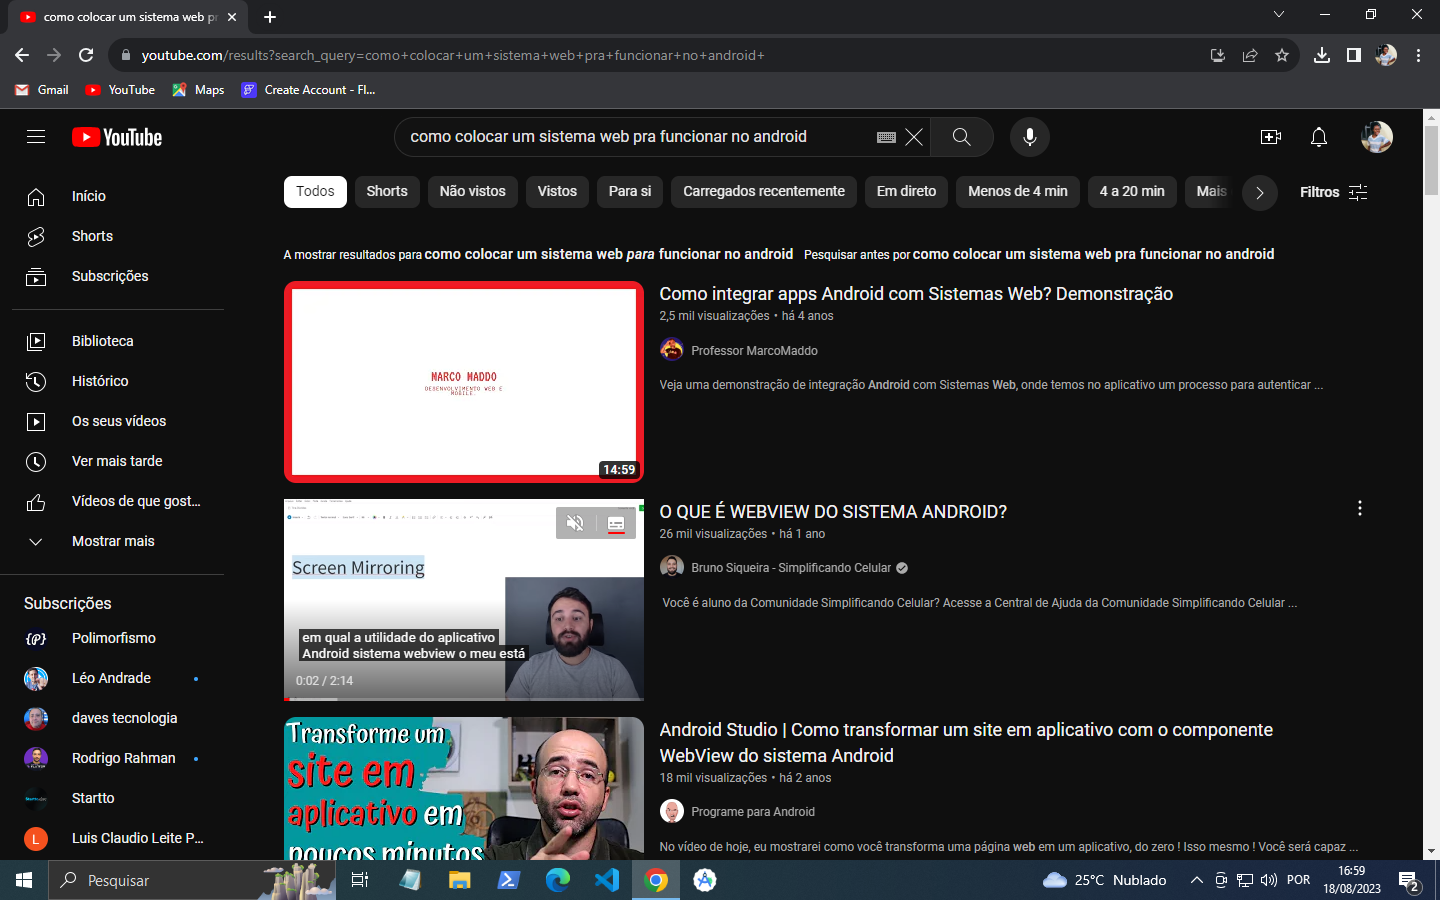 como colocar um sistema web pr
youtube.com/results?search_query=como+colocar+um+sistema+web+pra+funcionar+no+android+
Gmail
YouTube
Maps
Create Account - Fl...
YouTube
como colocar um sistema web pra funcionar no android
Início
Shorts
Subscrições
Biblioteca
Histórico
Os seus vídeos
Ver mais tarde
Vídeos de que gost...
Mostrar mais
Subscrições
{P}
Polimorfismo
Léo Andrade
daves tecnologia
Rodrigo Rahman
Startto
L
Luis Claudio Leite P...
Todos
Shorts
Não vistos
Vistos
Para si
Carregados recentemente
Em direto
Menos de 4 min
4 a 20 min
Mais
Filtros
A mostrar resultados para como colocar um sistema web para funcionar no android
Pesquisar antes por como colocar um sistema web pra funcionar no android
MARCO MADDO
DESENVOLVIMENTO WEB E
MOBILE.
14:59
Como integrar apps Android com Sistemas Web? Demonstração
2,5 mil visualizações • há 4 anos
Professor MarcoMaddo
Veja uma demonstração de integração Android com Sistemas Web, onde temos no aplicativo um processo para autenticar ...
Screen Mirroring
em qual a utilidade do aplicativo
Android sistema webview o meu está
0:02 / 2:14
O QUE É WEBVIEW DO SISTEMA ANDROID?
26 mil visualizações • há 1 ano
Bruno Siqueira - Simplificando Celular
Você é aluno da Comunidade Simplificando Celular? Acesse a Central de Ajuda da Comunidade Simplificando Celular ...
Transforme um
site em
aplicativo em
poucos minutos
Android Studio | Como transformar um site em aplicativo com o componente
WebView do sistema Android
18 mil visualizações • há 2 anos
Programe para Android
No vídeo de hoje, eu mostrarei como você transforma uma página web em um aplicativo, do zero ! Isso mesmo ! Você será capaz ...
Pesquisar
25°C Nublado
POR
16:59
18/08/2023
2